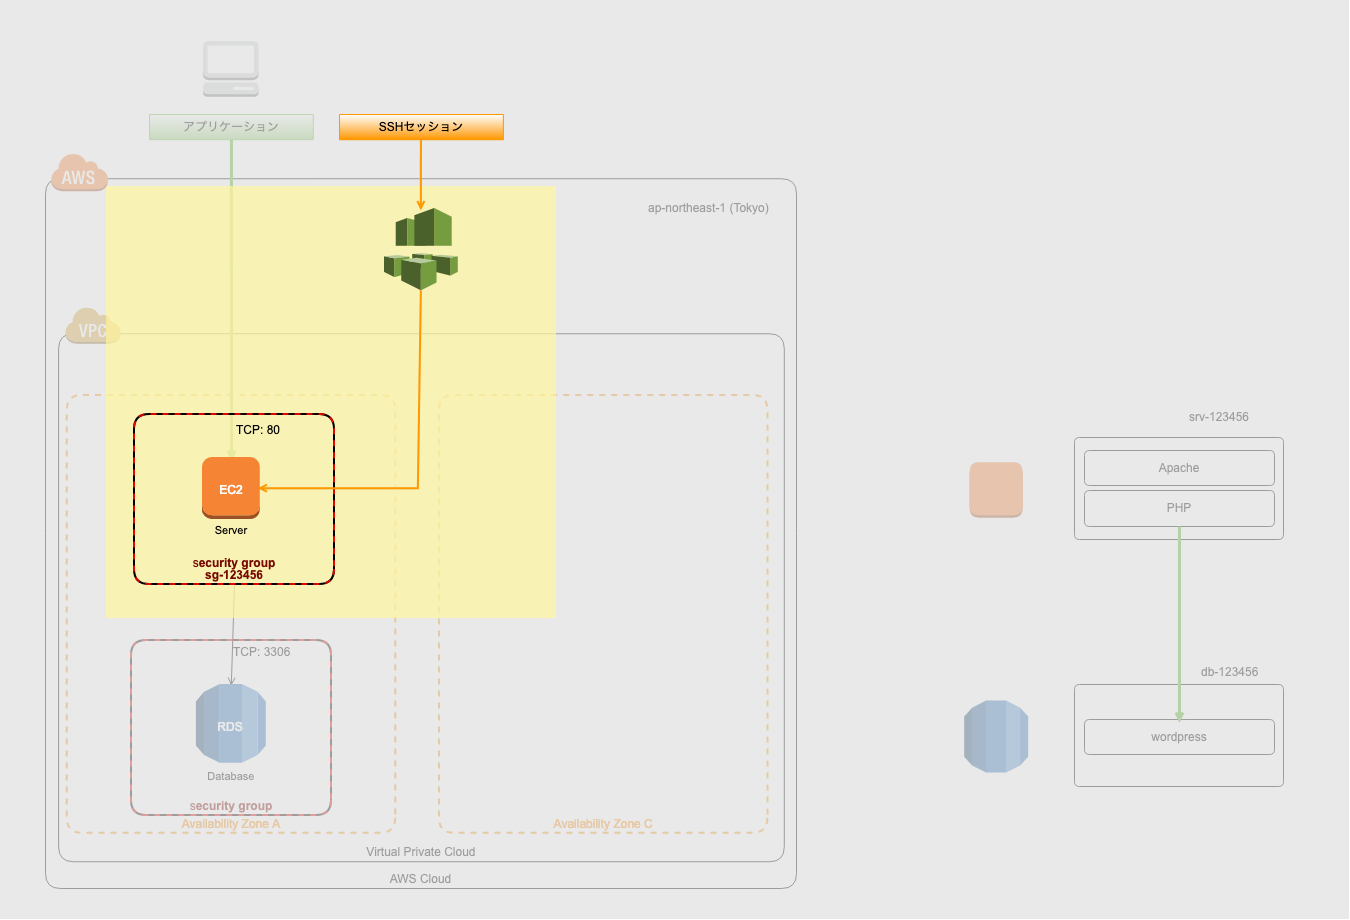 アプリケーション
SSHセッション
AWS
ap-northeast-1 (Tokyo)
VPC
TCP: 80
EC2
Server
security group
sg-123456
TCP: 3306
RDS
Database
security group
Availability Zone A
Availability Zone C
Virtual Private Cloud
AWS Cloud
srv-123456
Apache
PHP
db-123456
wordpress